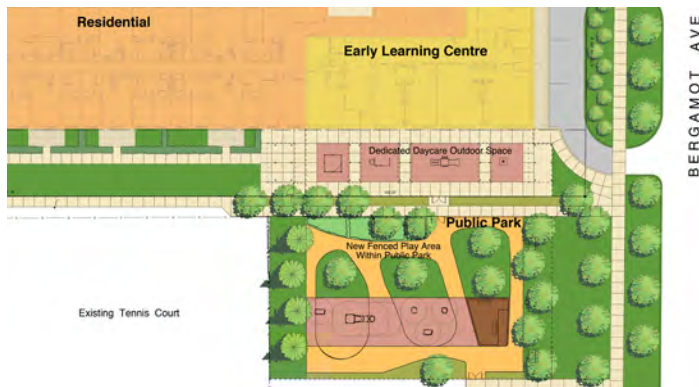 Residential
Early Learning Centre
BERGAMOT AVE
Dedicated Daycare Outdoor Space
Public Park
New Fenced Play Area
Within Public Park
Existing Tennis Court